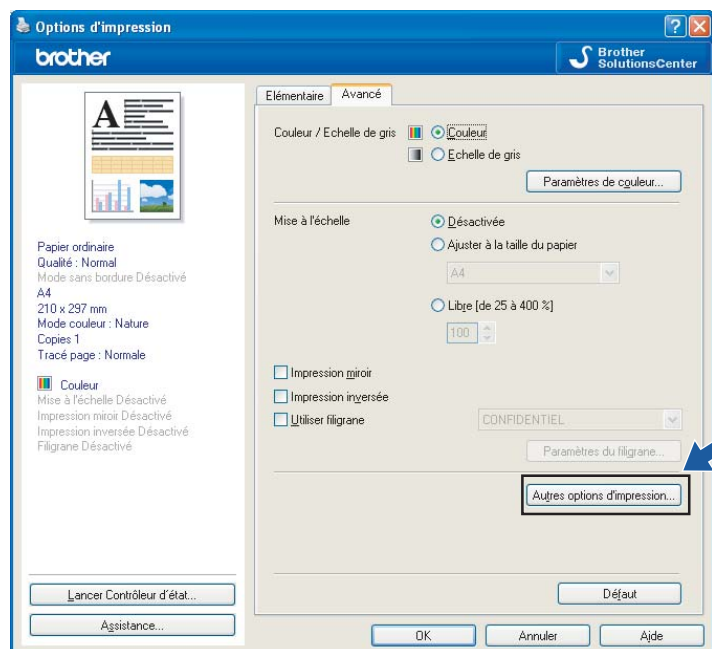 Options d'impression
brother
Brother
SolutionsCenter
A
Papier ordinaire
Qualité : Normal
Mode sans bordure Désactivé
A4
210 x 297 mm
Mode couleur : Nature
Copies 1
Tracé page : Normale
Couleur
Mise à l'échelle Désactivé
Impression miroir Désactivé
Impression inversée Désactivé
Filigrane Désactivé
Lancer Contrôleur d´état...
Assistance...
Elémentaire Avancé
Couleur / Echelle de gris Couleur
Echelle de gris
Paramètres de couleur...
Mise à l'échelle Désactivée
Ajuster à la taille du papier
A4
Libre [de 25 à 400 %]
100
Impression miroir
Impression inversée
Utiliser filigrane CONFIDENTIEL
Paramètres du filigrane...
Autres options d'impression...
Défaut
OK Annuler Aide